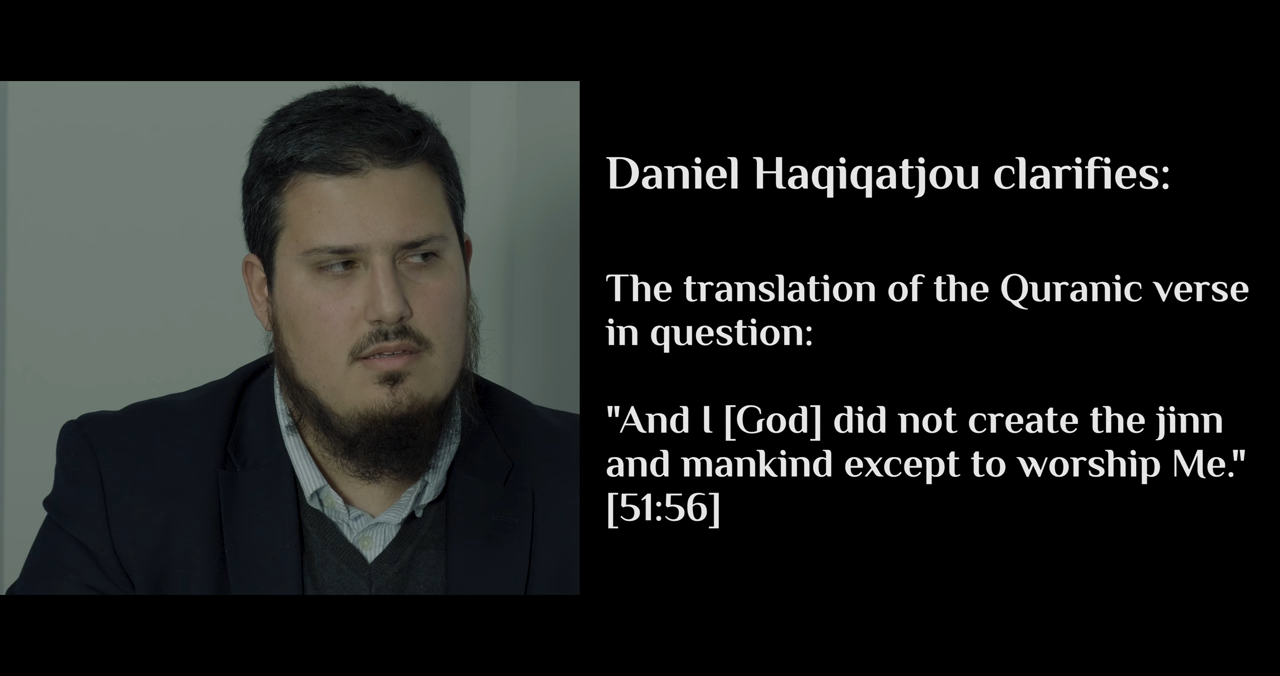 Daniel Haqiqatjou clarifies:
The translation of the Quranic verse
in question:
"And I [God] did not create the jinn
and mankind except to worship Me."
[51:56]